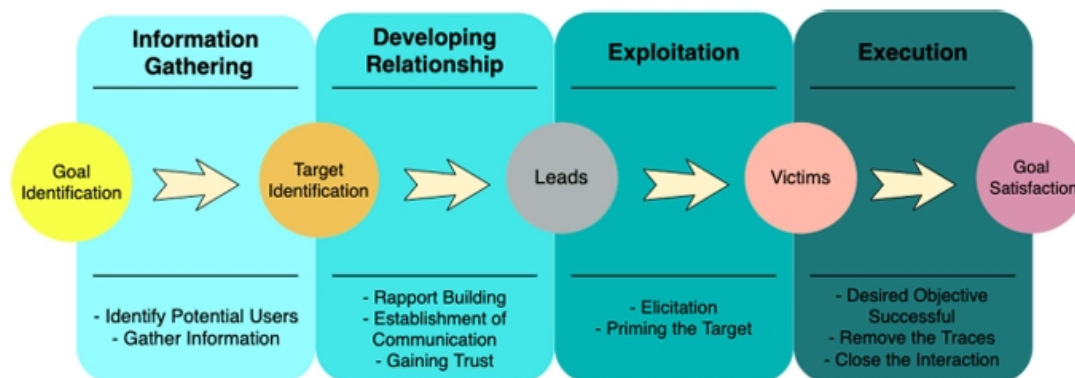 Information
Gathering
Developing
Relationship
Exploitation
Execution
Goal
Identification
Target
Identification
Leads
Victims
Goal
Satisfaction
- Identify Potential Users
- Gather Information
- Rapport Building
- Establishment of
Communication
- Gaining Trust
- Elicitation
- Priming the Target
- Desired Objective
Successful
- Remove the Traces
- Close the Interaction